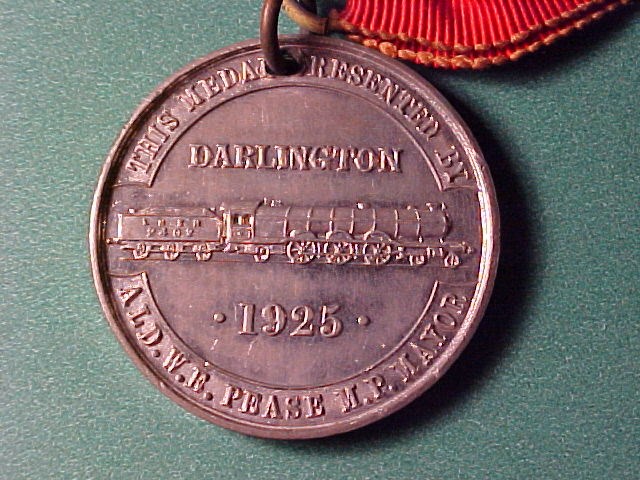 THIS MEDAL PRESENTED BY
DARLINGTON
L.N.E.R
· 1925 ·
ALD. W.E. PEASE M.P. MAYOR